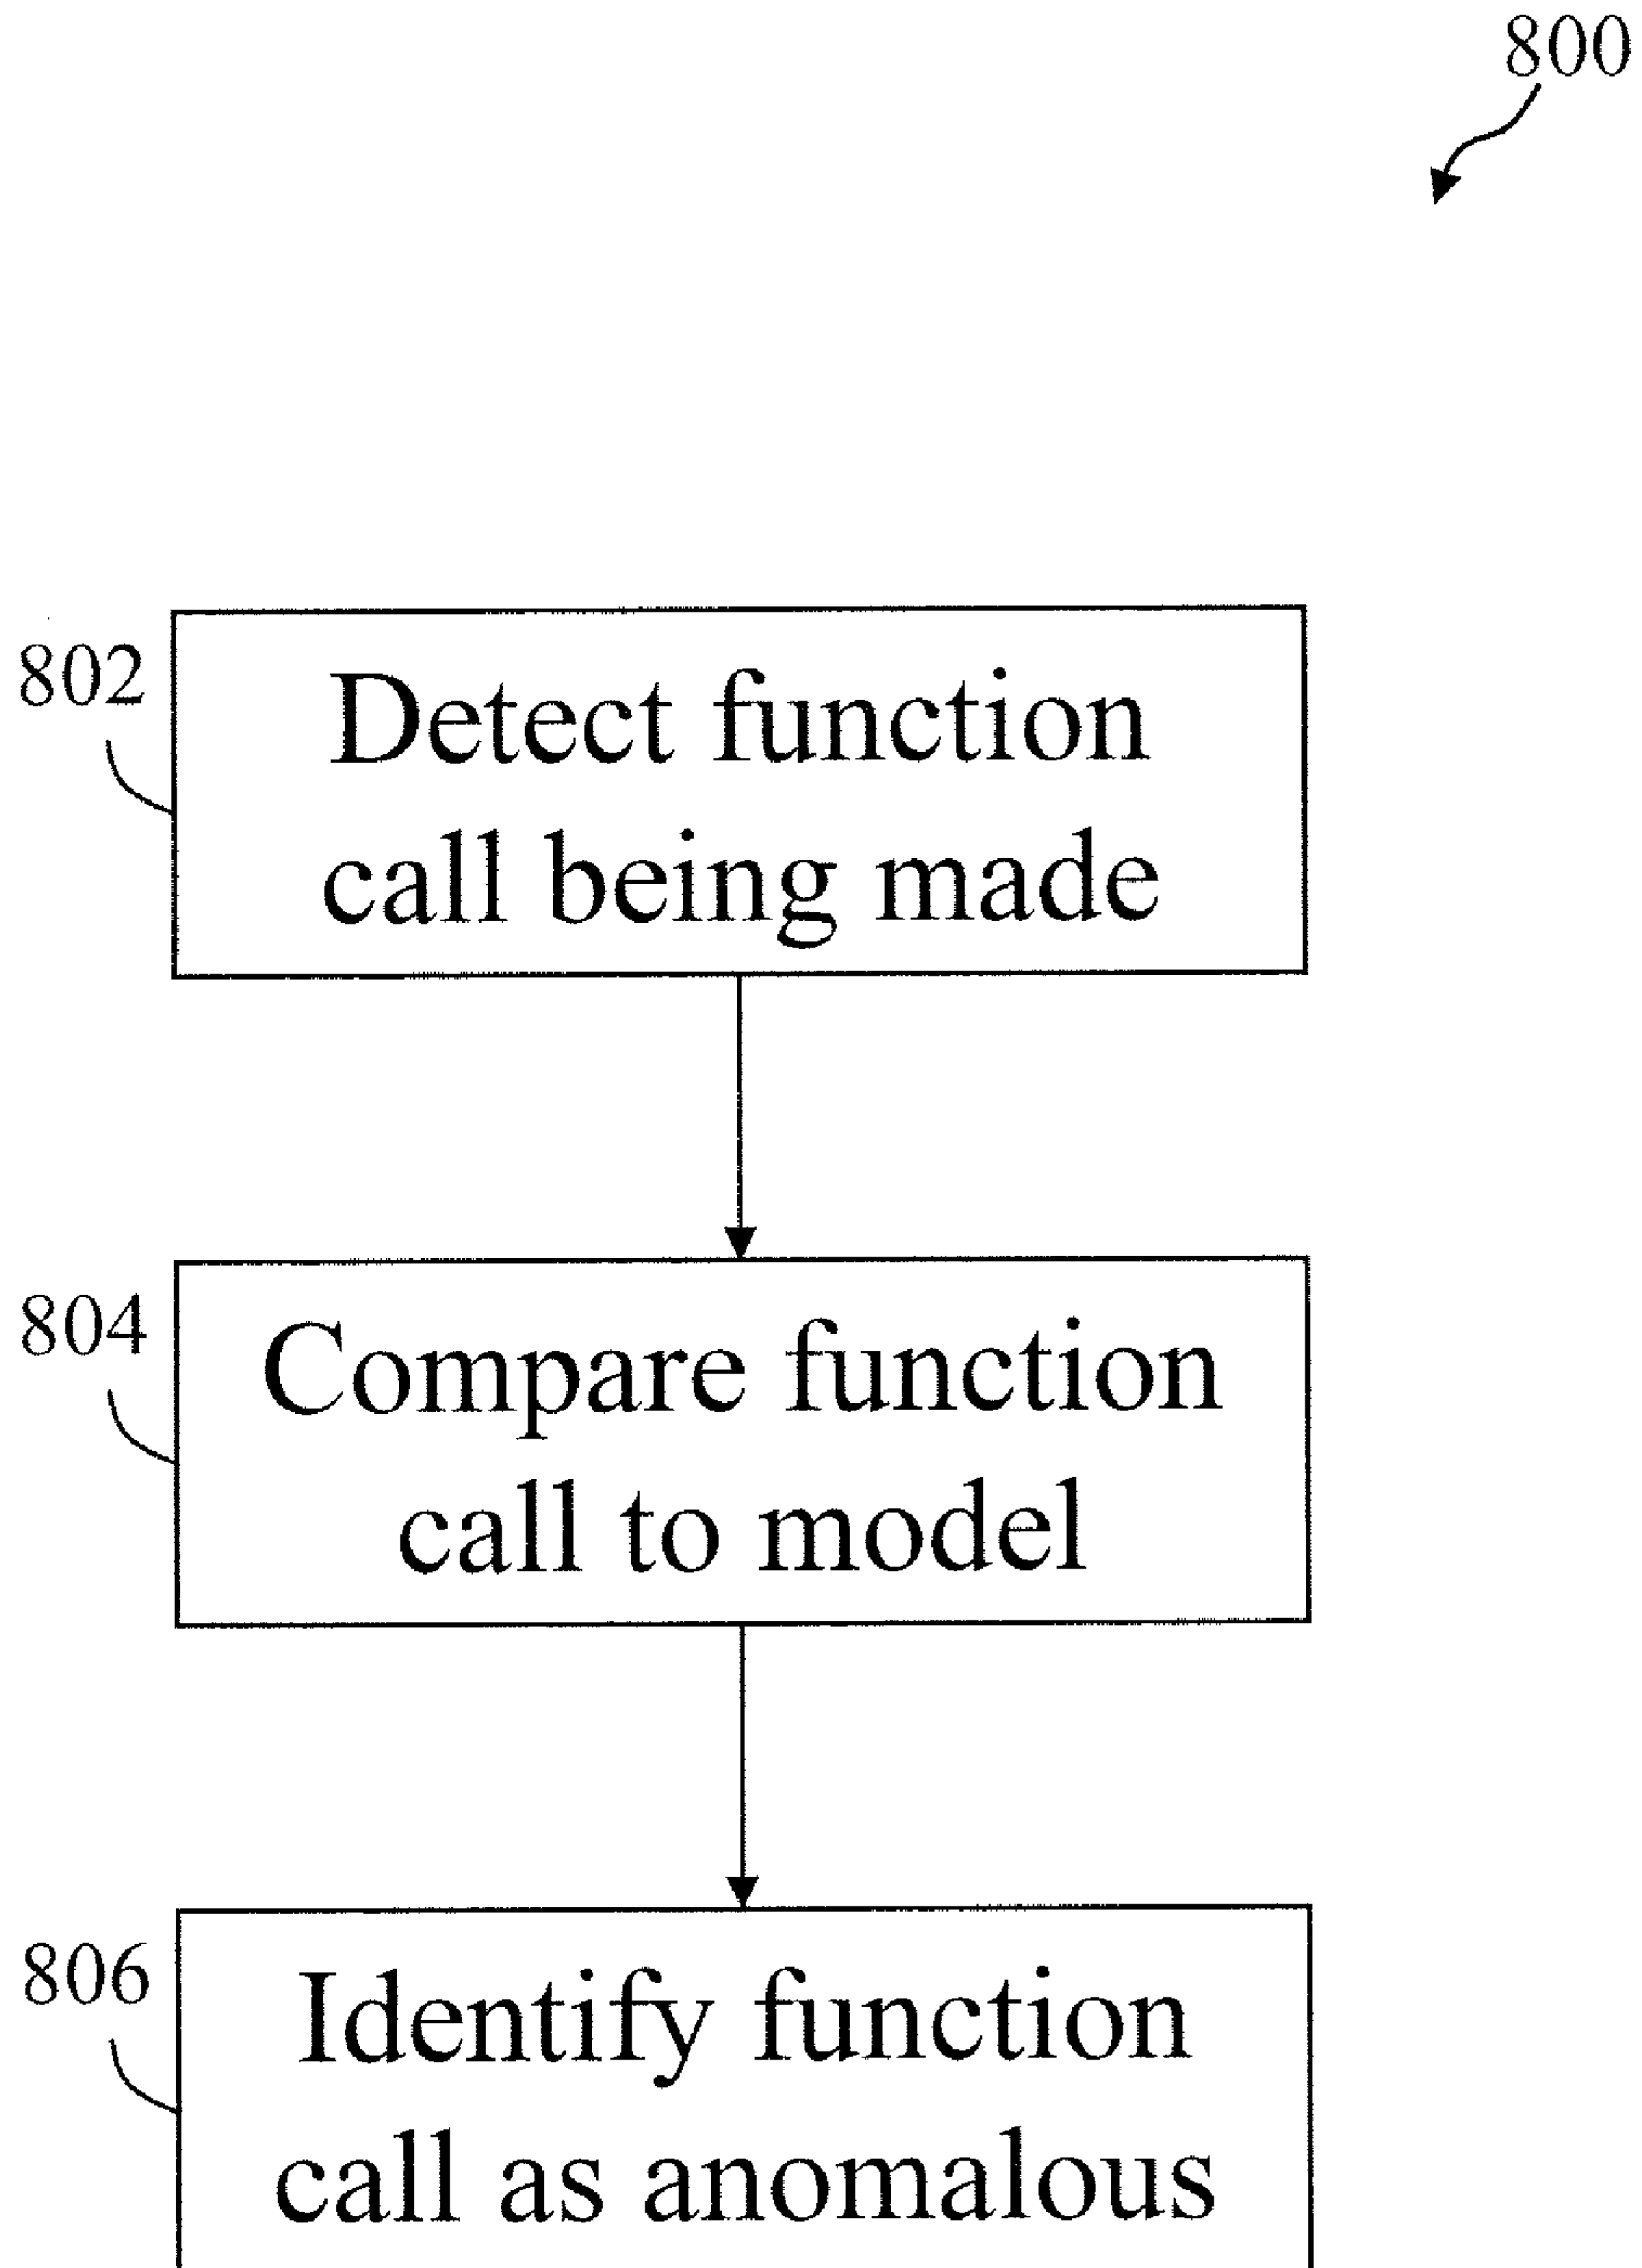 800
802
Detect function
call being made
804
Compare function
call to model
806
Identify function
call as anomalous